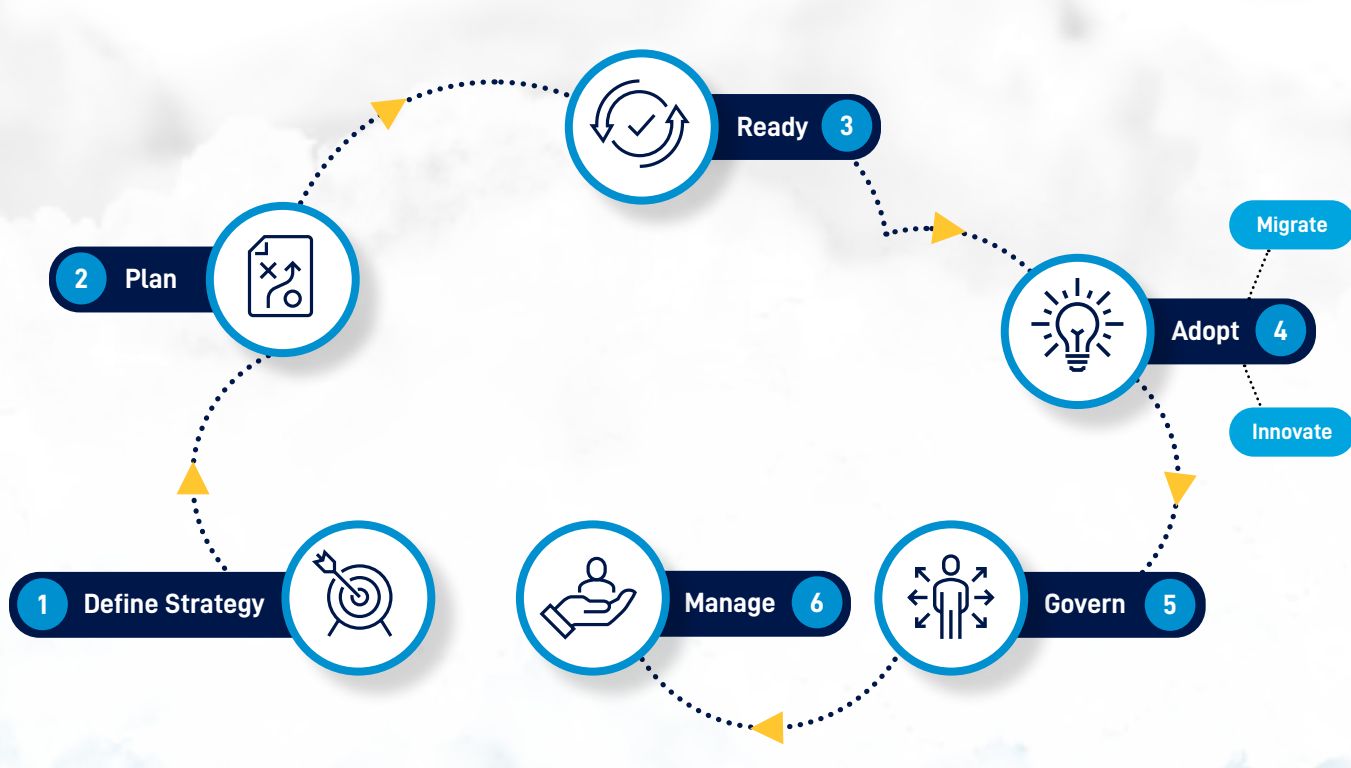 1 Define Strategy
2 Plan
Ready 3
Adopt 4
Migrate
Innovate
Govern 5
Manage 6